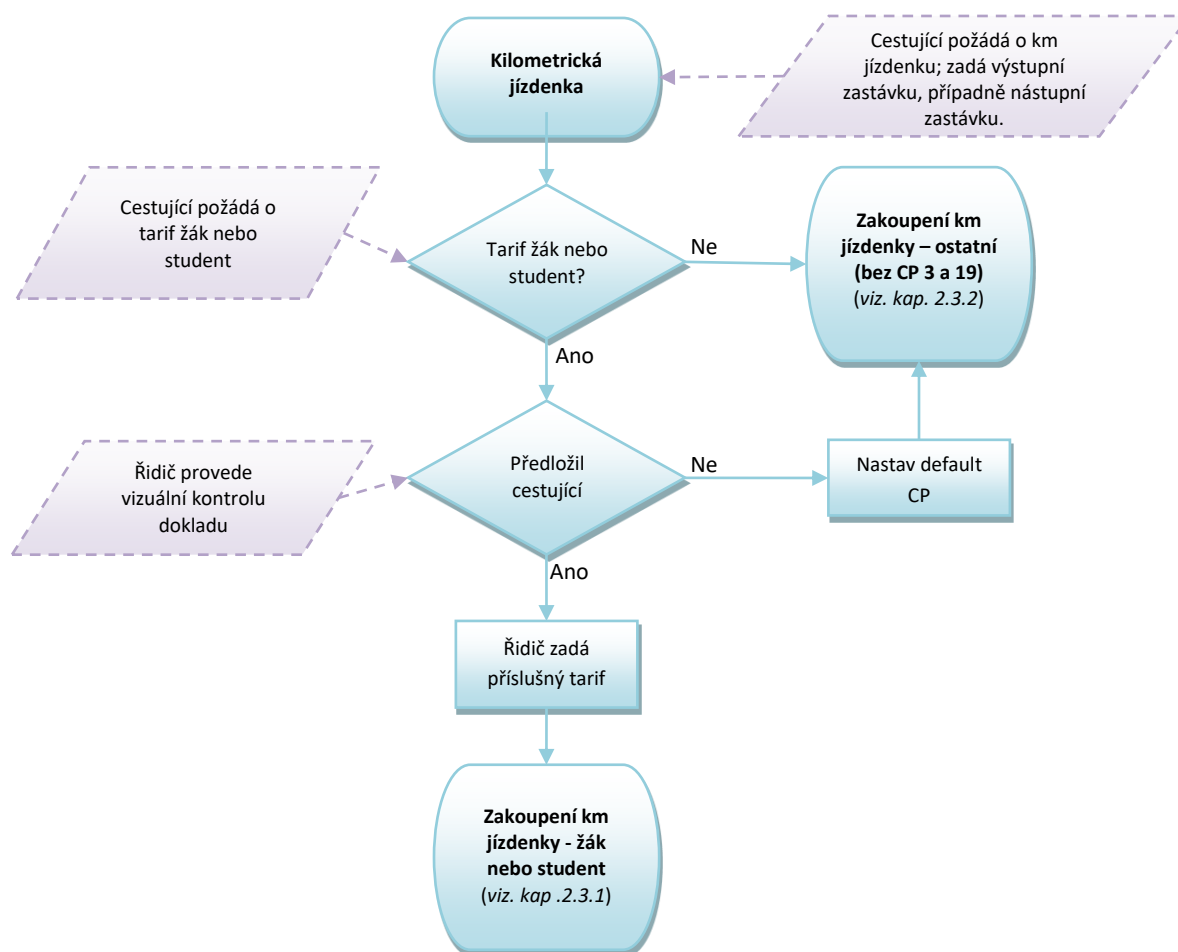 Kilometrická
jízdenka
Cestující požádá o km
jízdenku; zadá výstupní
zastávku, případně nástupní
zastávku.
Cestující požádá o
tarif žák nebo
student
Tarif žák nebo
student?
Ne
Zakoupení km
jízdenky – ostatní
(bez CP 3 a 19)
(viz. kap. 2.3.2)
Ano
Řidič provede
vizuální kontrolu
dokladu
Předložil
cestující
Ne
Nastav default
CP
Ano
Řidič zadá
příslušný tarif
Zakoupení km
jízdenky - žák
nebo student
(viz. kap .2.3.1)